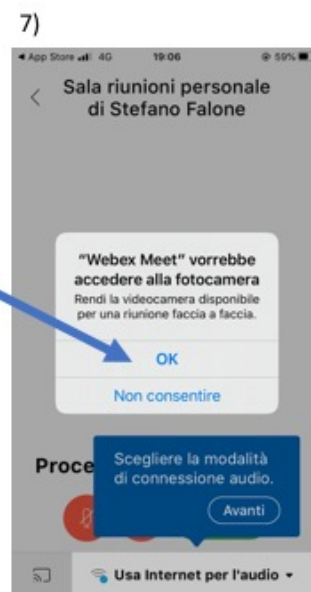 7)
App Store 4G 19:06 59%
Sala riunioni personale
di Stefano Falone
“Webex Meet” vorrebbe
accedere alla fotocamera
Rendi la videocamera disponibile
per una riunione faccia a faccia.
OK
Non consentire
Proce
Scegliere la modalità
di connessione audio.
Avanti
Usa Internet per l'audio